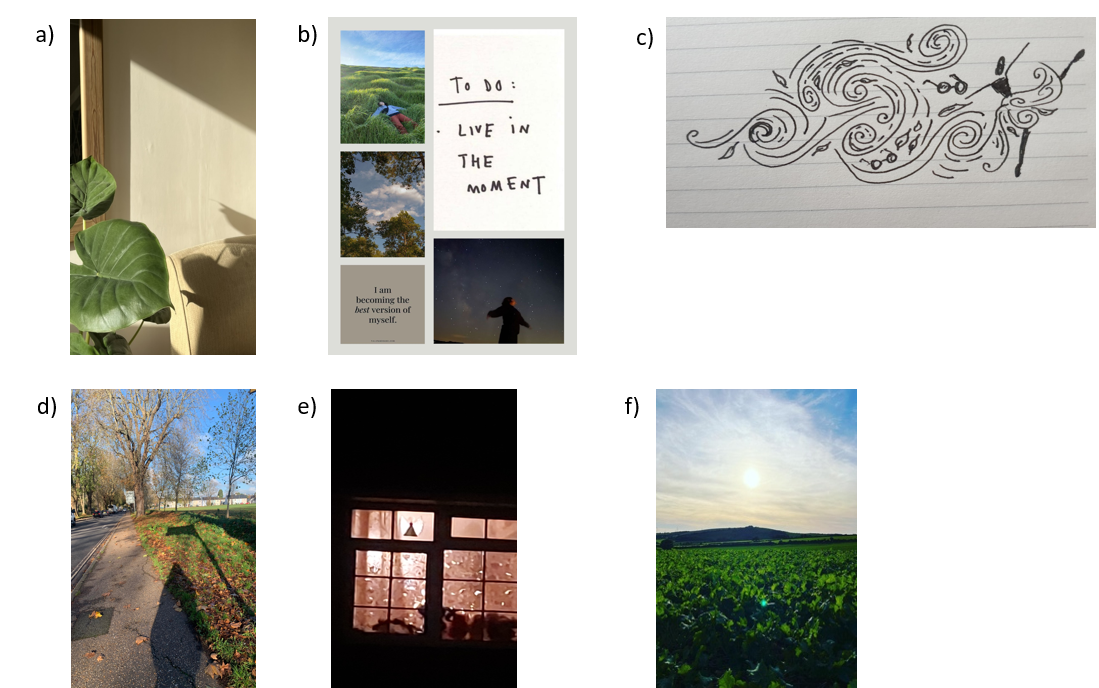 a)
b)
c)
TO DO:
· LIVE IN
THE
MOMENT
I am
becoming the
best version of
myself.
d)
e)
f)